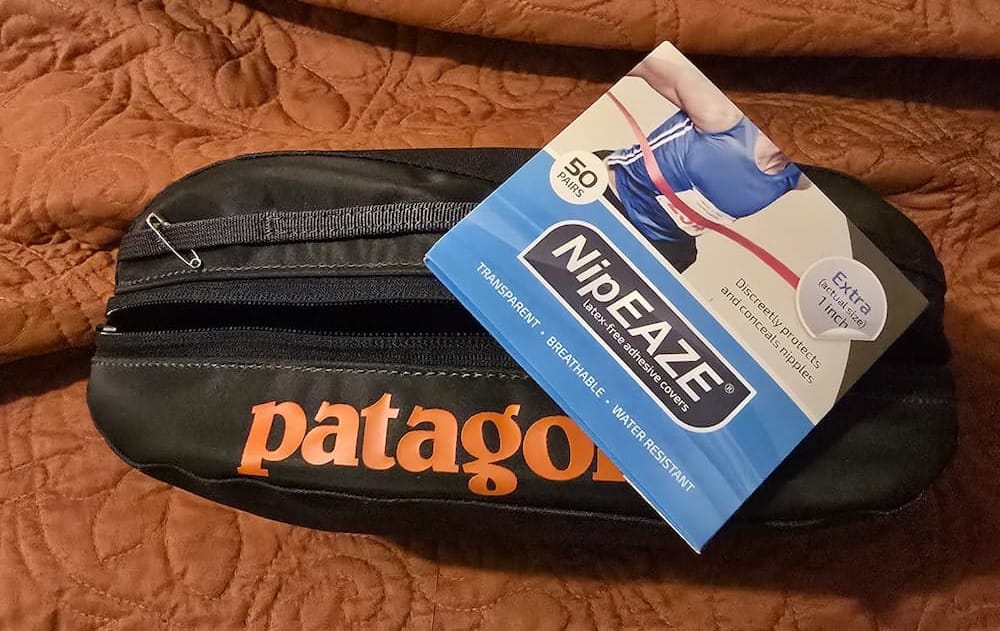 50
PAIRS
NipEAZE®
latex-free adhesive covers
TRANSPARENT • BREATHABLE • WATER RESISTANT
Discreetly protects
and conceals nipples
Extra
(actual size)
1 inch
patagon